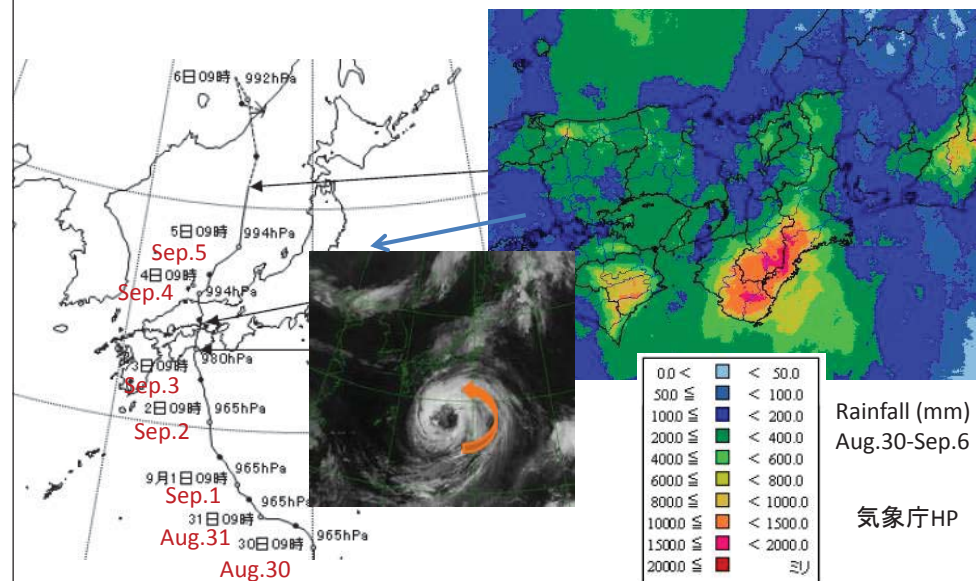 6日09時
992hPa
5日09時
994hPa
Sep.5
4日09時
Sep.4
994hPa
980hPa
3日09時
Sep.3
965hPa
2日09時
Sep.2
965hPa
9月1日09時
Sep.1
965hPa
31日09時
Aug.31
965hPa
30日09時
Aug.30
0.0 < < 50.0
50.0 ≦ < 100.0
100.0 ≦ < 200.0
200.0 ≦ < 400.0
400.0 ≦ < 600.0
600.0 ≦ < 800.0
800.0 ≦ < 1000.0
1000.0 ≦ < 1500.0
1500.0 ≦ < 2000.0
2000.0 ≦ ミリ
Rainfall (mm)
Aug.30-Sep.6
気象庁HP